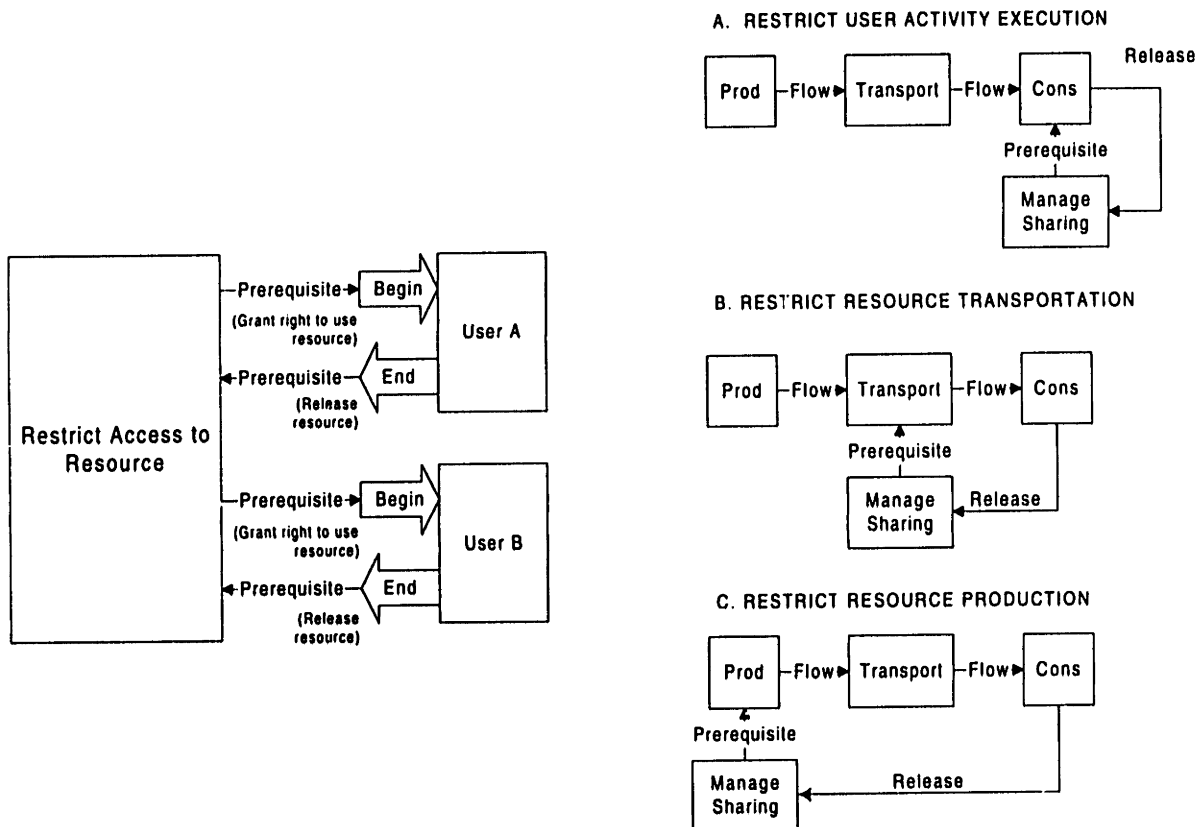 Restrict Access to
Resource
Prerequisite
Begin
(Grant right to use
resource)
User A
Prerequisite
End
(Release
resource)
Prerequisite
Begin
(Grant right to use
resource)
User B
Prerequisite
End
(Release
resource)
A. RESTRICT USER ACTIVITY EXECUTION
Release
Prod
Flow
Transport
Flow
Cons
Prerequisite
Manage
Sharing
B. RESTRICT RESOURCE TRANSPORTATION
Prod
Flow
Transport
Flow
Cons
Prerequisite
Manage
Sharing
Release
C. RESTRICT RESOURCE PRODUCTION
Prod
Flow
Transport
Flow
Cons
Prerequisite
Manage
Sharing
Release